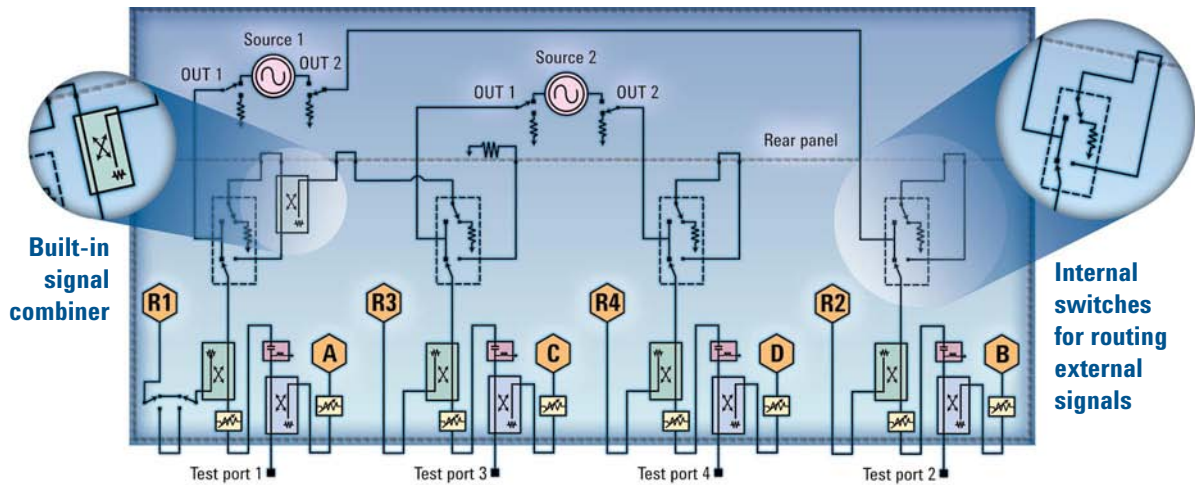 Source 1
OUT 1
OUT 2
Source 2
OUT 1
OUT 2
Rear panel
Built-in
signal
combiner
Internal
switches
for routing
external
signals
R1
R3
R4
R2
A
C
D
B
Test port 1
Test port 3
Test port 4
Test port 2